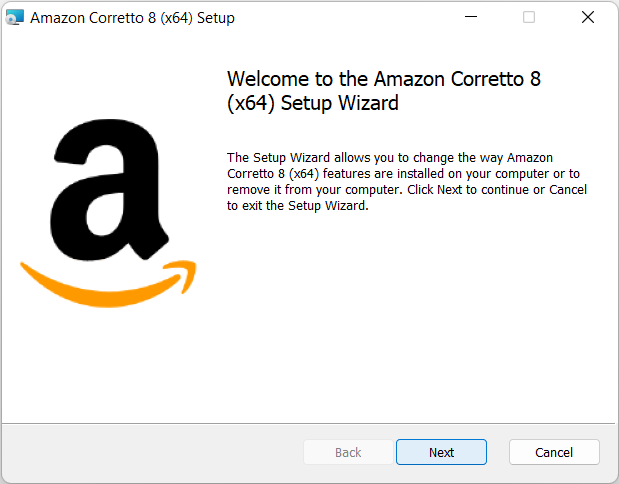 Amazon Corretto 8 (x64) Setup
Welcome to the Amazon Corretto 8
(x64) Setup Wizard
The Setup Wizard allows you to change the way Amazon
Corretto 8 (x64) features are installed on your computer or to
remove it from your computer. Click Next to continue or Cancel
to exit the Setup Wizard.
a
Back Next Cancel